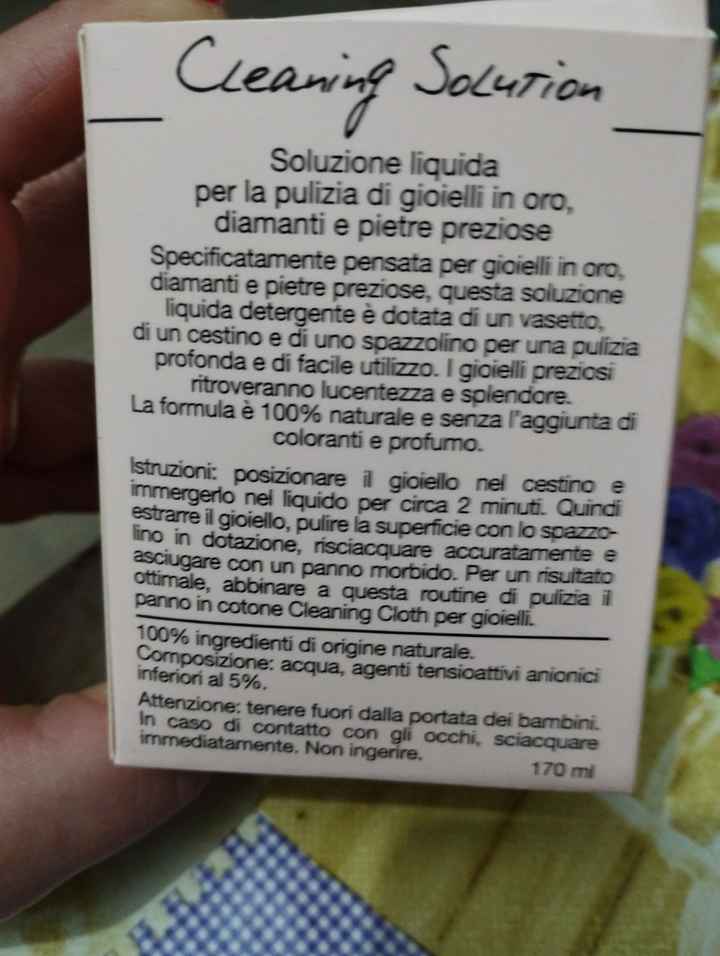 Cleaning Solution
Soluzione liquida
per la pulizia di gioielli in oro,
diamanti e pietre preziose
Specificatamente pensata per gioielli in oro,
diamanti e pietre preziose, questa soluzione
liquida detergente è dotata di un vasetto,
di un cestino e di uno spazzolino per una pulizia
profonda e di facile utilizzo. I gioielli preziosi
ritroveranno lucentezza e splendore.
La formula è 100% naturale e senza l'aggiunta di
coloranti e profumo.
Istruzioni: posizionare il gioiello nel cestino e
immergerlo nel liquido per circa 2 minuti. Quindi
estrarre il gioiello, pulire la superficie con lo spazzo-
lino in dotazione, risciacquare accuratamente e
asciugare con un panno morbido. Per un risultato
ottimale, abbinare a questa routine di pulizia il
panno in cotone Cleaning Cloth per gioielli.
100% ingredienti di origine naturale.
Composizione: acqua, agenti tensioattivi anionici
inferiori al 5%.
Attenzione: tenere fuori dalla portata dei bambini.
In caso di contatto con gli occhi, sciacquare
immediatamente. Non ingerire.
170 ml